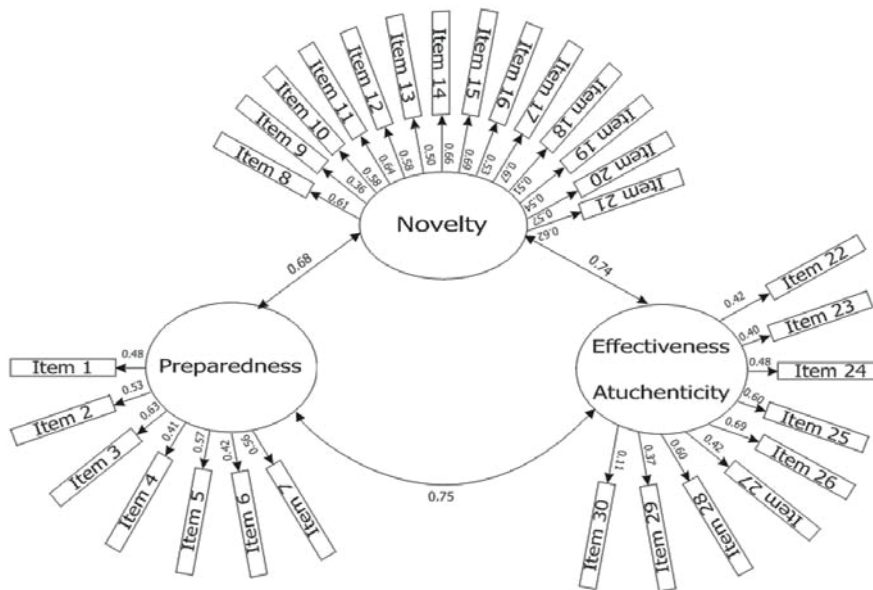 Item 8
Item 9
Item 10
Item 11
Item 12
Item 13
Item 14
Item 15
Item 16
Item 17
Item 18
Item 19
Item 20
Item 21
0.61
0.36
0.58
0.64
0.58
0.50
0.66
0.69
0.53
0.67
0.51
0.54
0.57
0.62
Novelty
0.68
0.74
Preparedness
0.48
Item 1
0.53
Item 2
0.63
Item 3
0.41
Item 4
0.57
Item 5
0.42
Item 6
0.56
Item 7
0.75
Effectiveness
Atuchenticity
0.42
Item 22
0.40
Item 23
0.48
Item 24
0.60
Item 25
0.69
Item 26
0.42
Item 27
0.60
Item 28
0.37
Item 29
0.11
Item 30